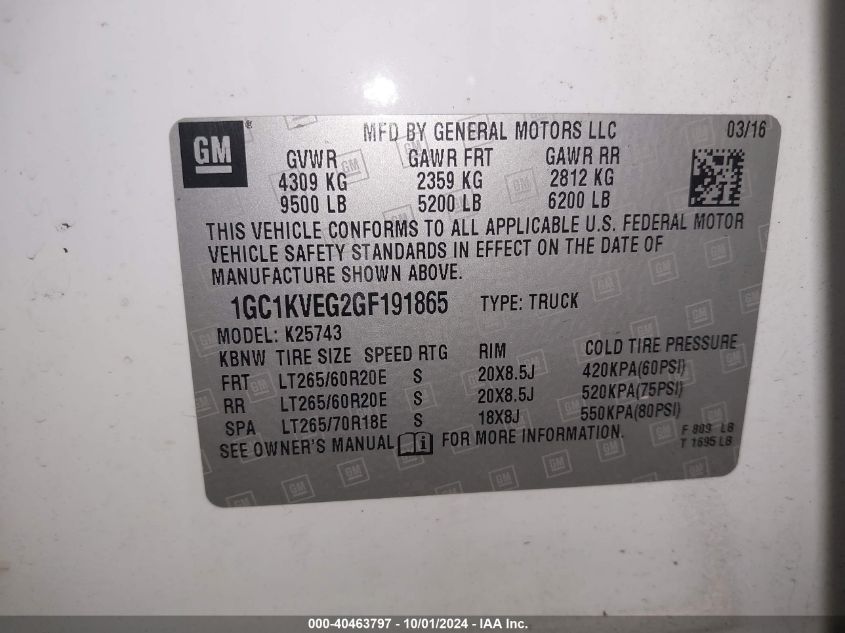 GM ® MFD BY GENERAL MOTORS LLC 03/16
GVWR GAWR FRT GAWR RR
4309 KG 2359 KG 2812 KG
9500 LB 5200 LB 6200 LB
THIS VEHICLE CONFORMS TO ALL APPLICABLE U.S. FEDERAL MOTOR
VEHICLE SAFETY STANDARDS IN EFFECT ON THE DATE OF
MANUFACTURE SHOWN ABOVE.
1GC1KVEG2GF191865 TYPE: TRUCK
MODEL: K25743
KBNW TIRE SIZE SPEED RTG RIM COLD TIRE PRESSURE
FRT LT265/60R20E S 20X8.5J 420KPA(60PSI)
RR LT265/60R20E S 20X8.5J 520KPA(75PSI)
SPA LT265/70R18E S 18X8J 550KPA(80PSI)
SEE OWNER'S MANUAL FOR MORE INFORMATION.
F 889 LB
T 1695 LB
000-40463797 - 10/01/2024 - IAA Inc.